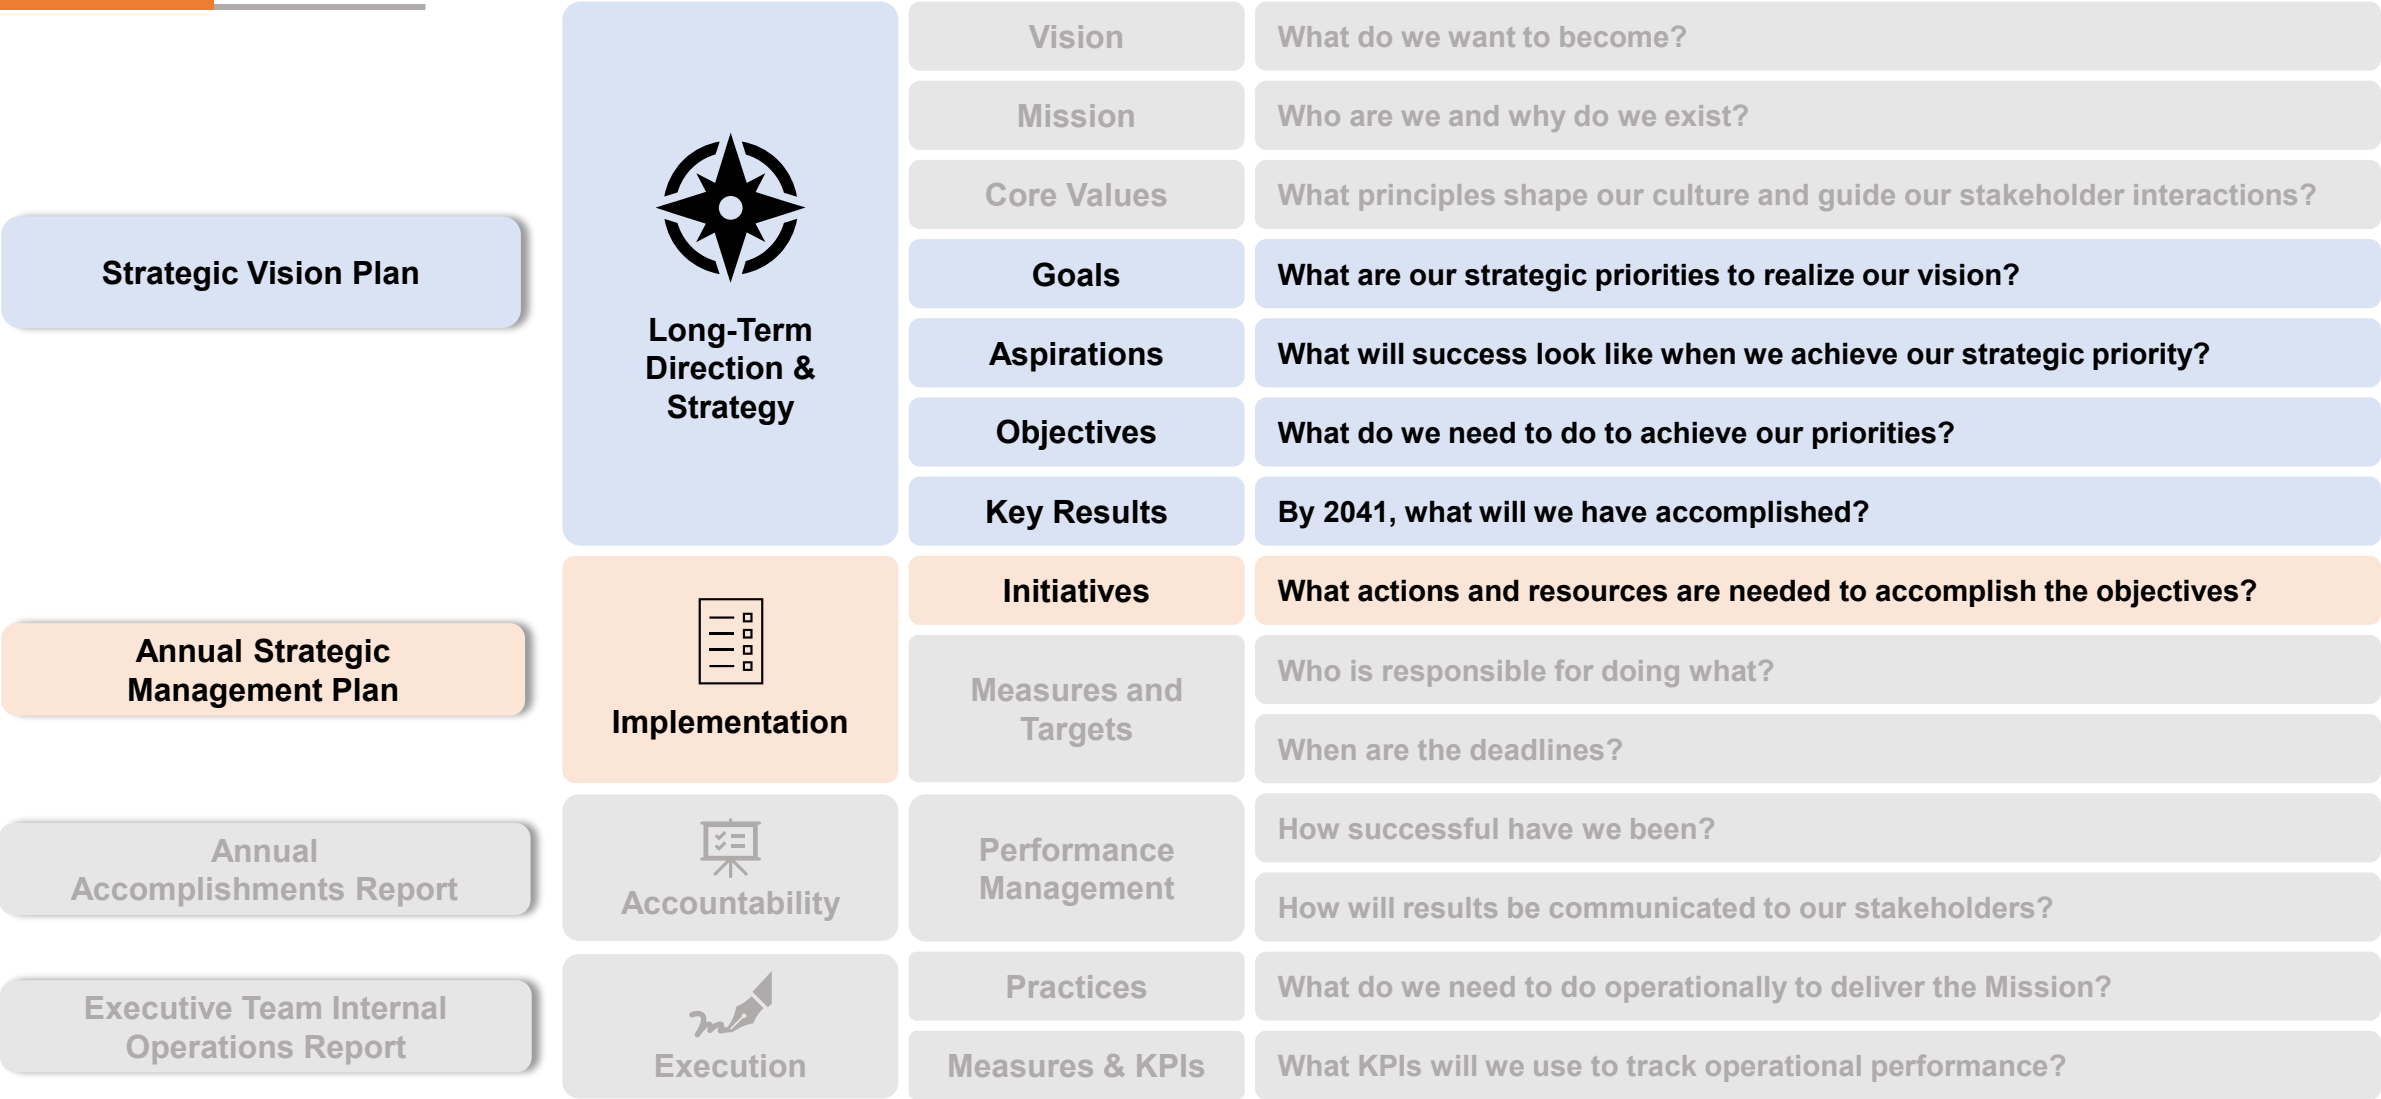 Strategic Vision Plan
Long-Term
Direction &
Strategy
Vision
What do we want to become?
Mission
Who are we and why do we exist?
Core Values
What principles shape our culture and guide our stakeholder interactions?
Goals
What are our strategic priorities to realize our vision?
Aspirations
What will success look like when we achieve our strategic priority?
Objectives
What do we need to do to achieve our priorities?
Key Results
By 2041, what will we have accomplished?
Annual Strategic
Management Plan
Implementation
Initiatives
What actions and resources are needed to accomplish the objectives?
Measures and
Targets
Who is responsible for doing what?
When are the deadlines?
Annual
Accomplishments Report
Accountability
Performance
Management
How successful have we been?
How will results be communicated to our stakeholders?
Executive Team Internal
Operations Report
Execution
Practices
What do we need to do operationally to deliver the Mission?
Measures & KPIs
What KPIs will we use to track operational performance?